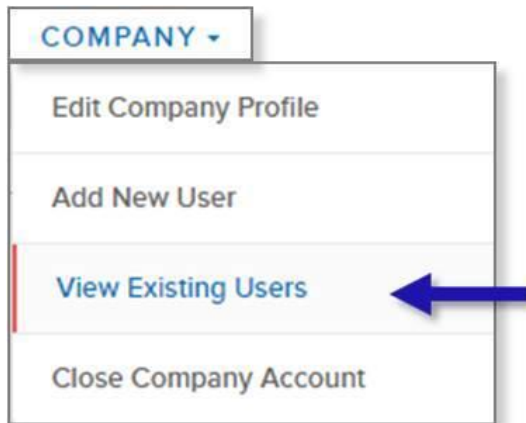 COMPANY
Edit Company Profile
Add New User
View Existing Users
Close Company Account